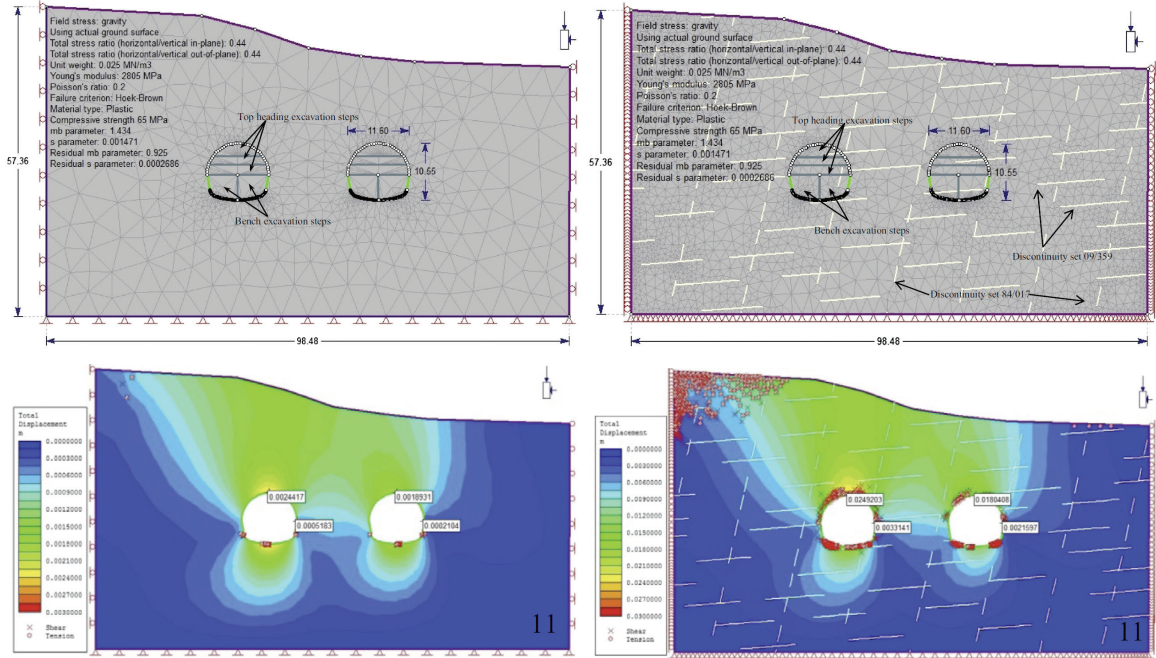 Field stress: gravity
Using actual ground surface
Total stress ratio (horizontal/vertical in-plane): 0.44
Total stress ratio (horizontal/vertical out-of-plane): 0.44
Unit weight: 0.025 MN/m3
Young's modulus: 2805 MPa
Poisson's ratio: 0.2
Failure criterion: Hoek-Brown
Material type: Plastic
Compressive strength 65 MPa
mb parameter: 1.434
s parameter: 0.001471
Residual mb parameter: 0.925
Residual s parameter: 0.0002686
Top heading excavation steps
11.60
10.55
Bench excavation steps
57.36
98.48
Field stress: gravity
Using actual ground surface
Total stress ratio (horizontal/vertical in-plane): 0.44
Total stress ratio (horizontal/vertical out-of-plane): 0.44
Unit weight: 0.025 MN/m3
Young's modulus: 2805 MPa
Poisson's ratio: 0.2
Failure criterion: Hoek-Brown
Material type: Plastic
Compressive strength 65 MPa
mb parameter: 1.434
s parameter: 0.001471
Residual mb parameter: 0.925
Residual s parameter: 0.0002686
Top heading excavation steps
11.60
10.55
Bench excavation steps
Discontinuity set 09/359
Discontinuity set 84/017
57.36
98.48
Total
Displacement
m
0.0000000
0.0003000
0.0006000
0.0009000
0.0012000
0.0015000
0.0018000
0.0021000
0.0024000
0.0027000
0.0030000
Shear
Tension
0.0024417
0.0005183
0.0018931
0.0002104
11
Total
Displacement
m
0.0000000
0.0030000
0.0060000
0.0090000
0.0120000
0.0150000
0.0180000
0.0210000
0.0240000
0.0270000
0.0300000
Shear
Tension
0.0249203
0.0033141
0.0180408
0.0021597
11